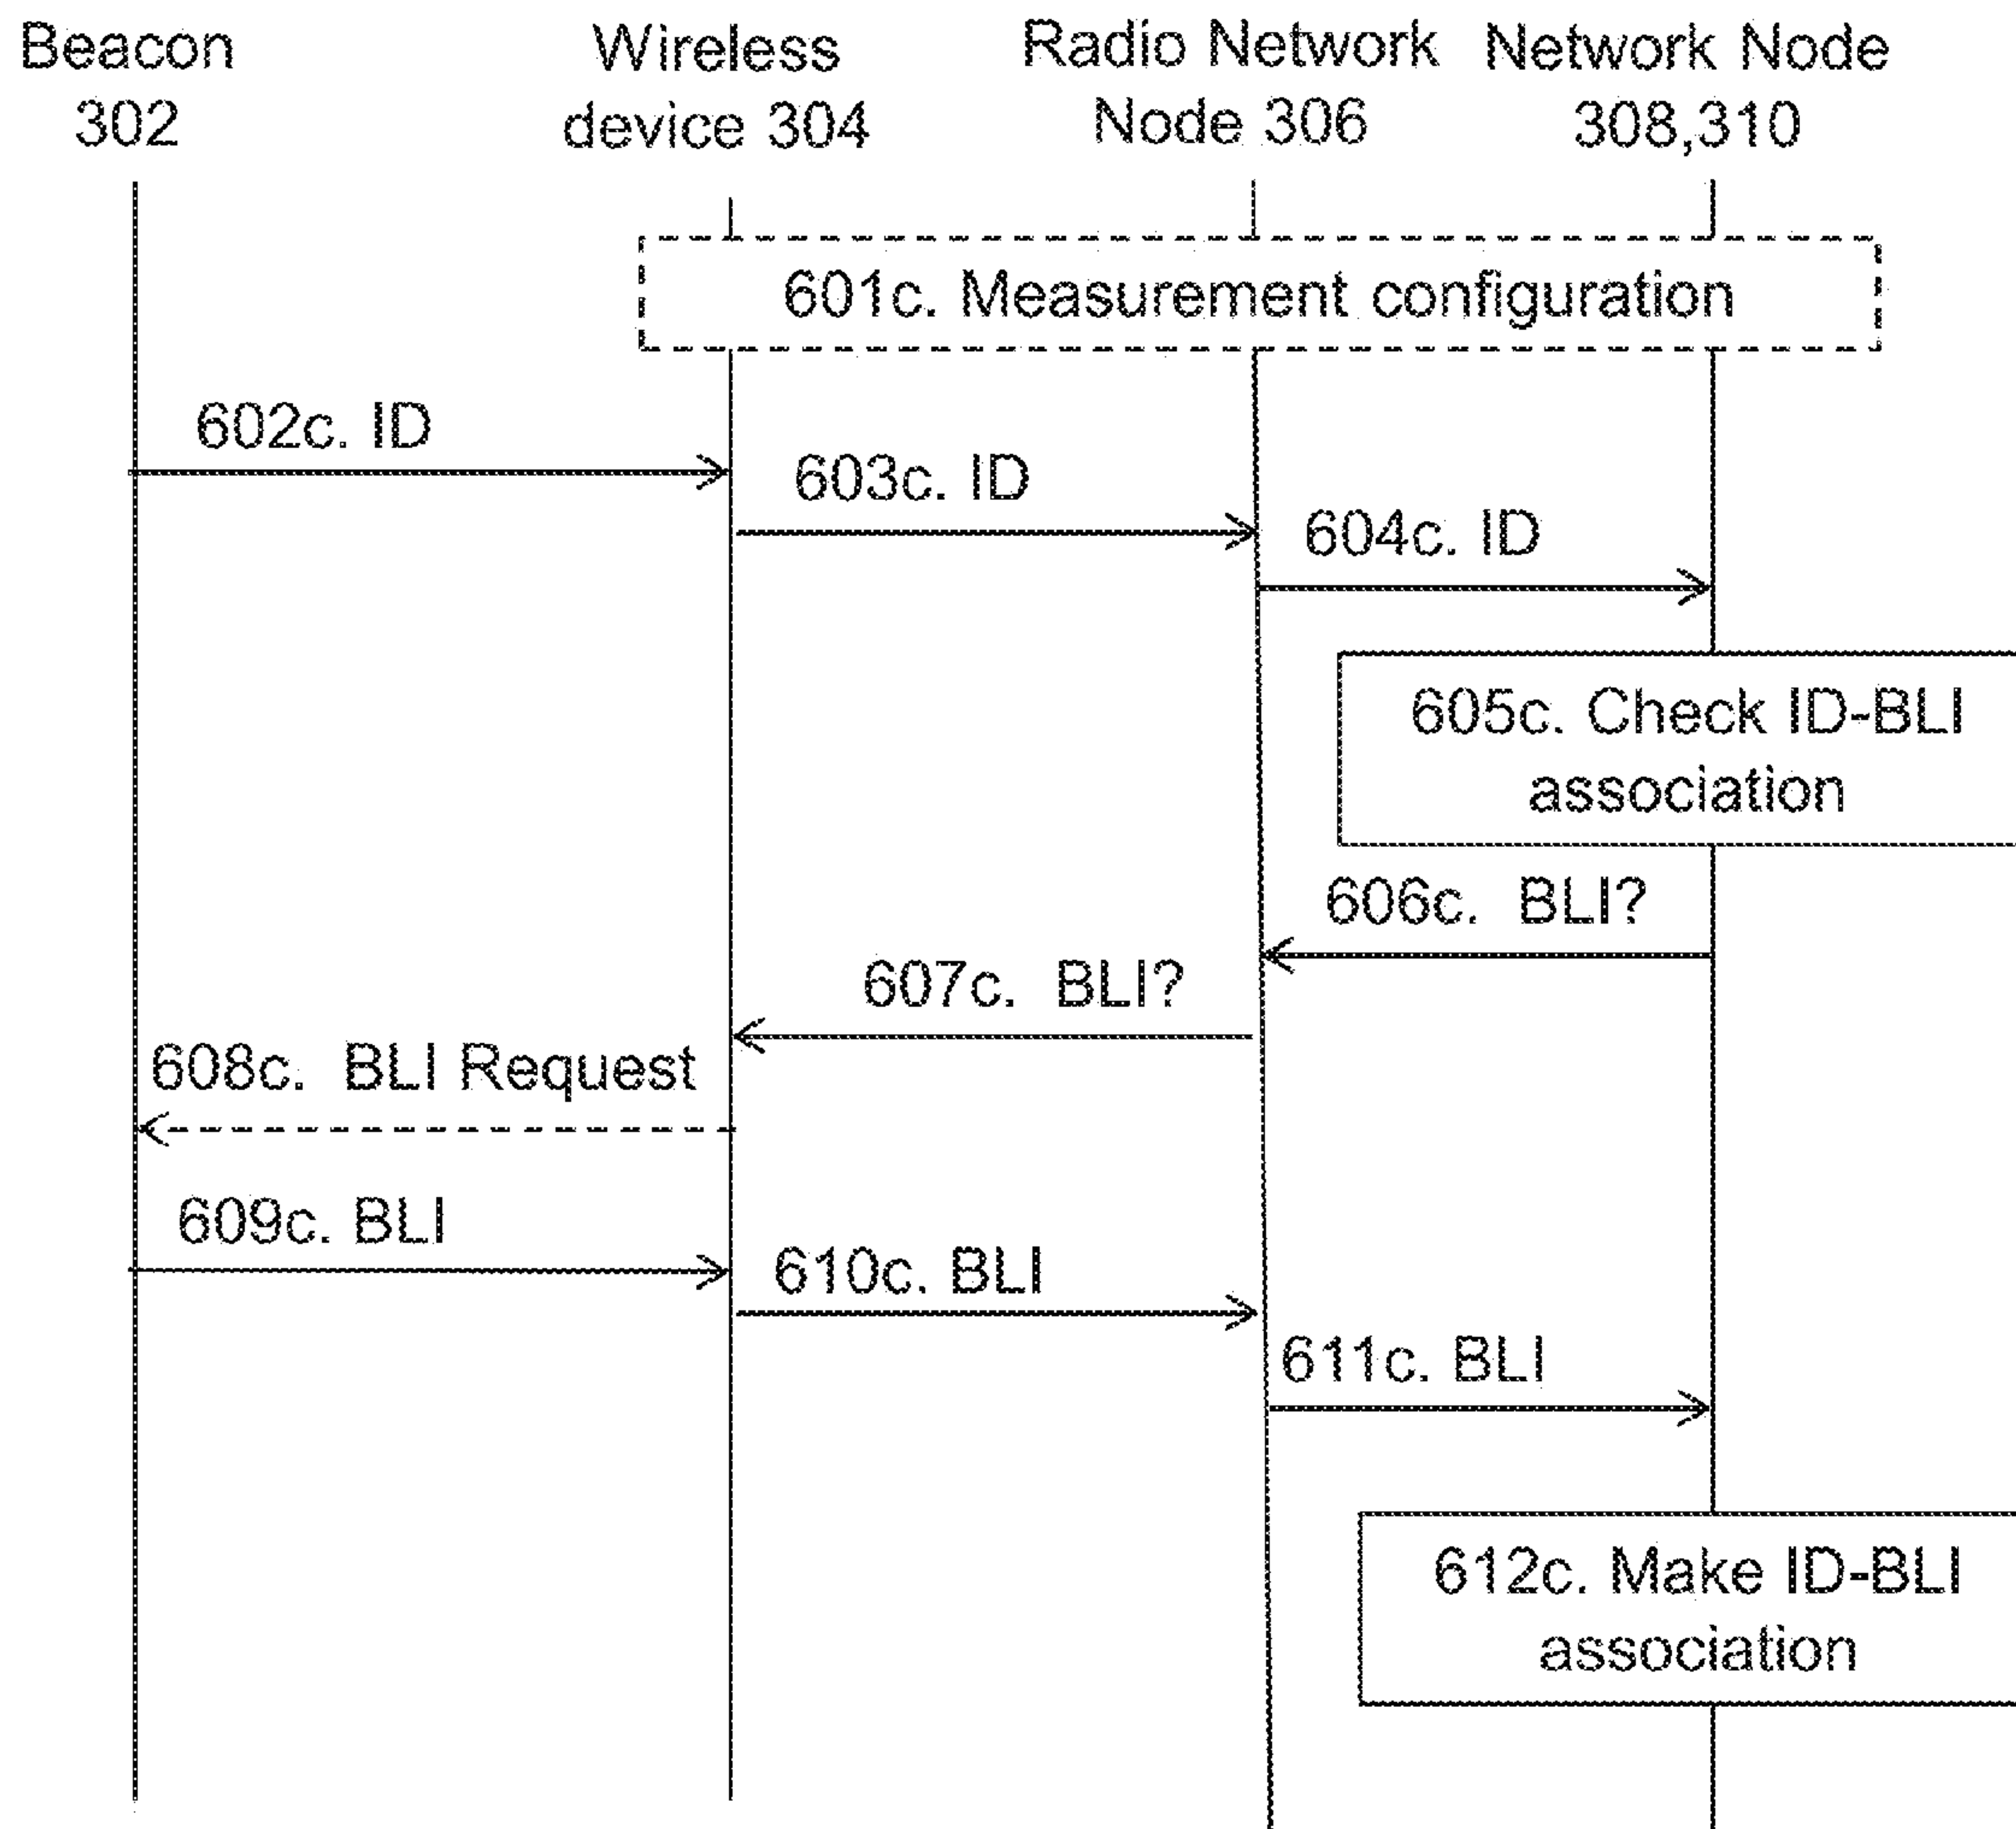 Beacon
302
Wireless
device 304
Radio Network
Node 306
Network Node
308,310
601c. Measurement configuration
602c. ID
603c. ID
604c. ID
605c. Check ID-BLI
association
606c. BLI?
607c. BLI?
608c. BLI Request
609c. BLI
610c. BLI
611c. BLI
612c. Make ID-BLI
association